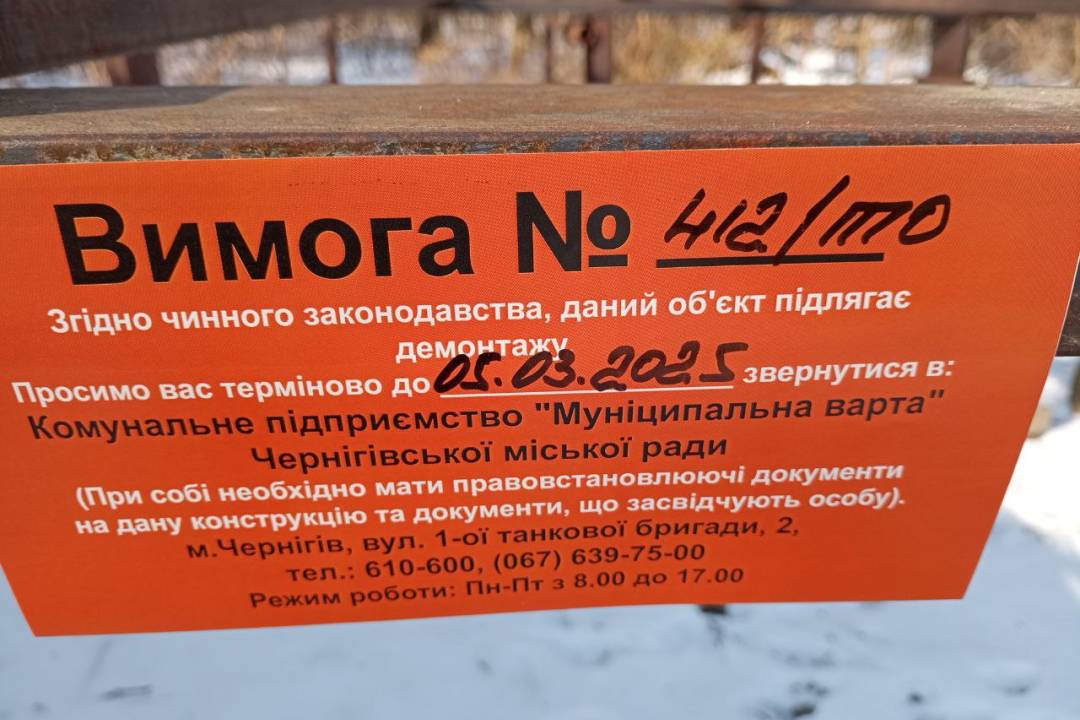 Вимога № 412/ТО
Згідно чинного законодавства, даний об'єкт підлягає
демонтажу
Просимо вас терміново до 05.03.2025 звернутися в:
Комунальне підприємство "Муніципальна варта"
Чернігівської міської ради
(При собі необхідно мати правовстановлюючі документи
на дану конструкцію та документи, що засвідчують особу).
м.Чернігів, вул. 1-ої танкової бригади, 2,
тел.: 610-600, (067) 639-75-00
Режим роботи: Пн-Пт з 8.00 до 17.00